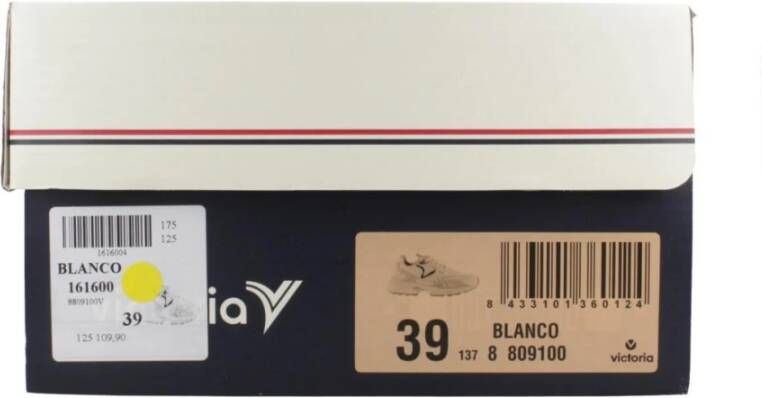 175
125
1616004
BLANCO
161600
8809100V
39
125 109,90
ia
8 433101 360124
39 137 8 809100
BLANCO
victoria